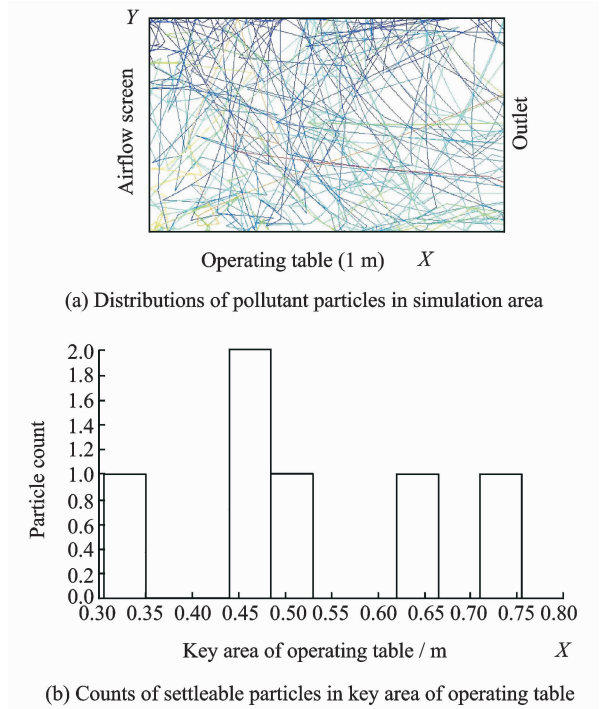 Y
Airflow screen
Outlet
Operating table (1 m) X
(a) Distributions of pollutant particles in simulation area
2.0
1.8
1.6
1.4
1.2
1.0
0.8
0.6
0.4
0.2
0.0
Particle count
0.30 0.35 0.40 0.45 0.50 0.55 0.60 0.65 0.70 0.75 0.80
Key area of operating table / m X
(b) Counts of settleable particles in key area of operating table